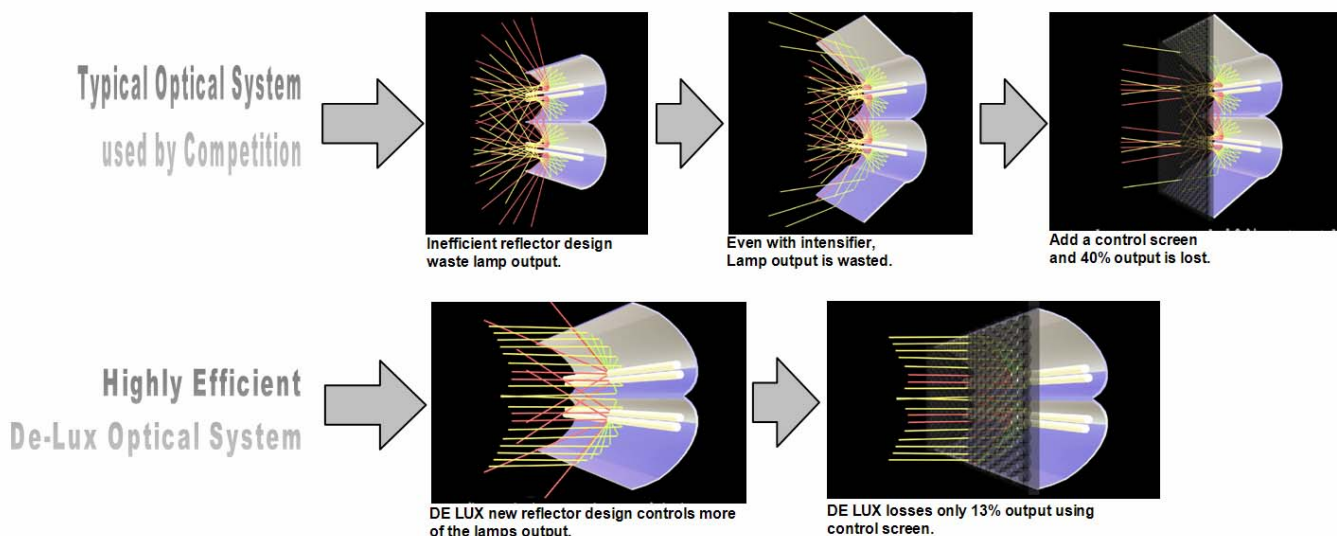 Typical Optical System
used by Competition
Inefficient reflector design
waste lamp output.
Even with intensifier,
Lamp output is wasted.
Add a control screen
and 40% output is lost.
Highly Efficient
De-Lux Optical System
DE LUX new reflector design controls more
of the lamps output.
DE LUX losses only 13% output using
control screen.